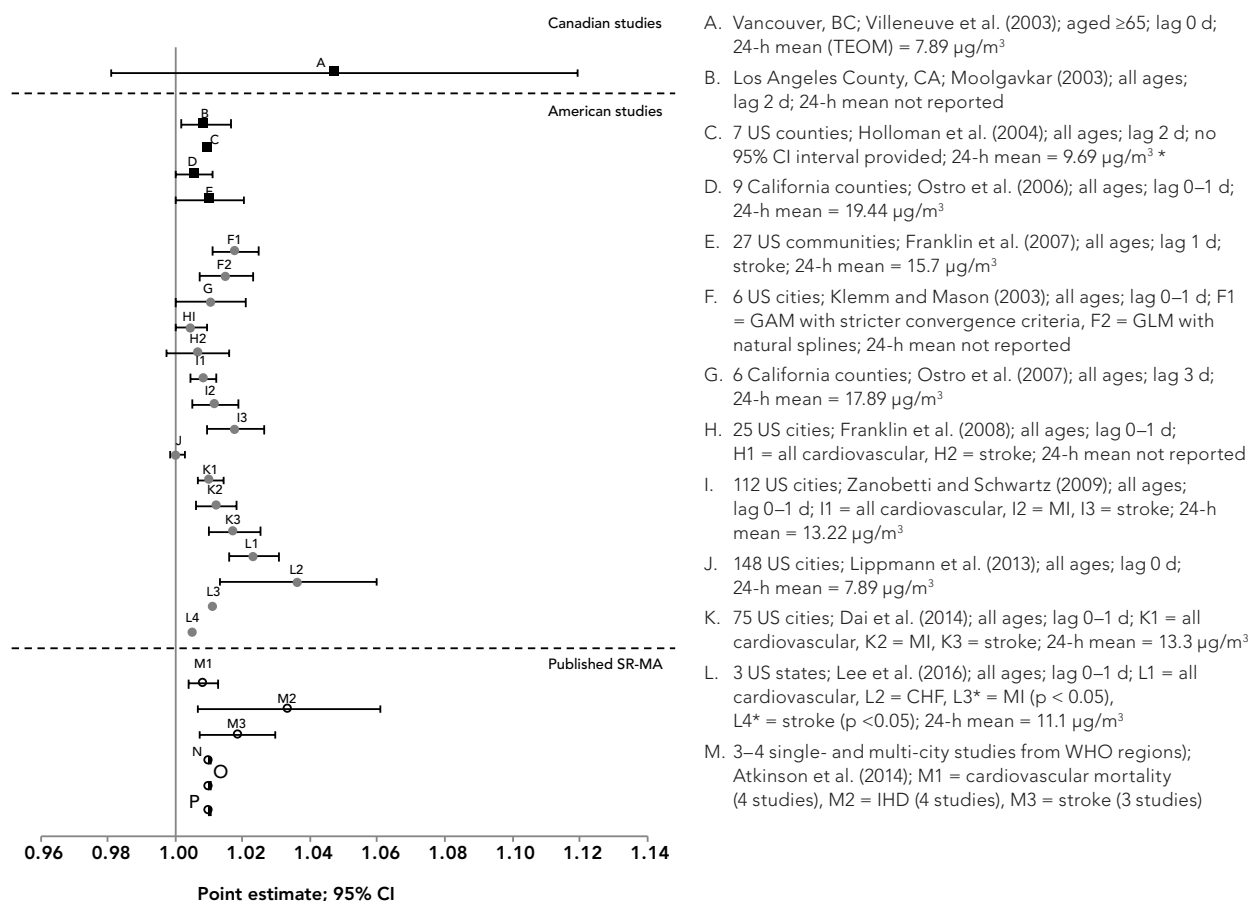 Canadian studies
A
American studies
B
C
D
E
F1
F2
G
HI
H2
I1
I2
I3
J
K1
K2
K3
L1
L2
L3
L4
Published SR-MA
M1
M2
M3
N
O
P
0.96 0.98 1.00 1.02 1.04 1.06 1.08 1.10 1.12 1.14
Point estimate; 95% CI
A. Vancouver, BC; Villeneuve et al. (2003); aged ≥65; lag 0 d;
24-h mean (TEOM) = 7.89 µg/m³
B. Los Angeles County, CA; Moolgavkar (2003); all ages;
lag 2 d; 24-h mean not reported
C. 7 US counties; Holloman et al. (2004); all ages; lag 2 d; no
95% CI interval provided; 24-h mean = 9.69 µg/m³ *
D. 9 California counties; Ostro et al. (2006); all ages; lag 0–1 d;
24-h mean = 19.44 µg/m³
E. 27 US communities; Franklin et al. (2007); all ages; lag 1 d;
stroke; 24-h mean = 15.7 µg/m³
F. 6 US cities; Klemm and Mason (2003); all ages; lag 0–1 d; F1
= GAM with stricter convergence criteria, F2 = GLM with
natural splines; 24-h mean not reported
G. 6 California counties; Ostro et al. (2007); all ages; lag 3 d;
24-h mean = 17.89 µg/m³
H. 25 US cities; Franklin et al. (2008); all ages; lag 0–1 d;
H1 = all cardiovascular, H2 = stroke; 24-h mean not reported
I. 112 US cities; Zanobetti and Schwartz (2009); all ages;
lag 0–1 d; I1 = all cardiovascular, I2 = MI, I3 = stroke; 24-h
mean = 13.22 µg/m³
J. 148 US cities; Lippmann et al. (2013); all ages; lag 0 d;
24-h mean = 7.89 µg/m³
K. 75 US cities; Dai et al. (2014); all ages; lag 0–1 d; K1 = all
cardiovascular, K2 = MI, K3 = stroke; 24-h mean = 13.3 µg/m³
L. 3 US states; Lee et al. (2016); all ages; lag 0–1 d; L1 = all
cardiovascular, L2 = CHF, L3* = MI (p < 0.05),
L4* = stroke (p <0.05); 24-h mean = 11.1 µg/m³
M. 3–4 single- and multi-city studies from WHO regions);
Atkinson et al. (2014); M1 = cardiovascular mortality
(4 studies), M2 = IHD (4 studies), M3 = stroke (3 studies)